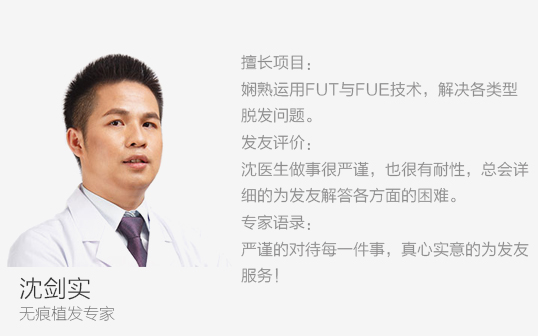 擅长项目：
娴熟运用FUT与FUE技术，解决各类型
脱发问题。
发友评价：
沈医生做事很严谨，也很有耐性，总会详
细的为发友解答各方面的困难。
专家语录：
严谨的对待每一件事，真心实意的为发友
服务！
沈剑实
无痕植发专家